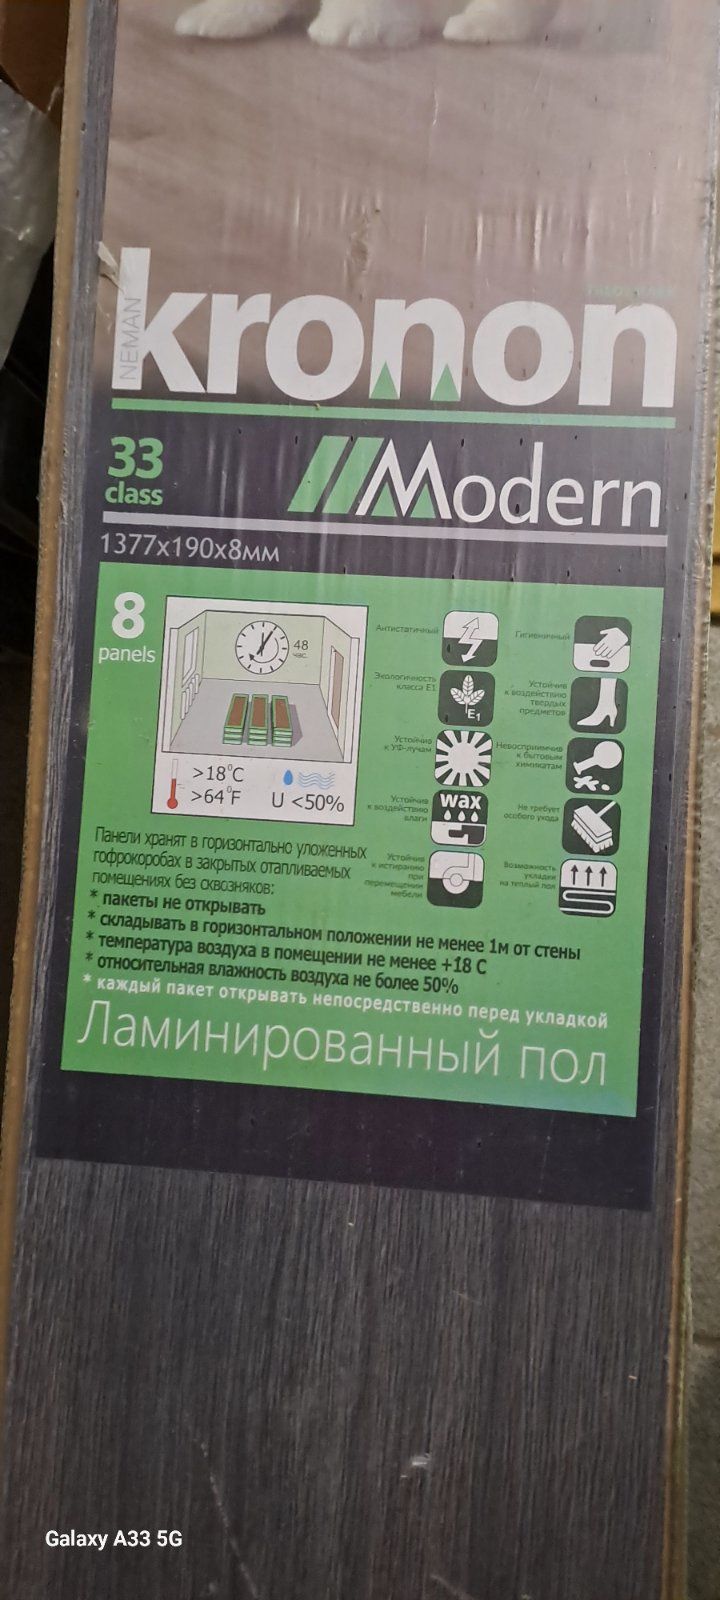 NEMAN
kronon
33
class
Modern
1377x190x8мм
8
panels
48
час.
>18°C
>64°F
U <50%
Антистатичный
Гигиеничный
Экологичность
класса E1
E1
Устойчив
к воздействию
твердых
предметов
Устойчив
к УФ-лучам
Невосприимчив
к бытовым
химикатам
Устойчив
к воздействию
влаги
wax
Не требует
особого ухода
Устойчив
к истиранию
при
перемещении
мебели
Возможность
укладки
на теплый пол
Панели хранят в горизонтально уложенных
гофрокоробах в закрытых отапливаемых
помещениях без сквозняков:
* пакеты не открывать
* складывать в горизонтальном положении не менее 1м от стены
* температура воздуха в помещении не менее +18 С
* относительная влажность воздуха не более 50%
* каждый пакет открывать непосредственно перед укладкой
Ламинированный пол
Galaxy A33 5G